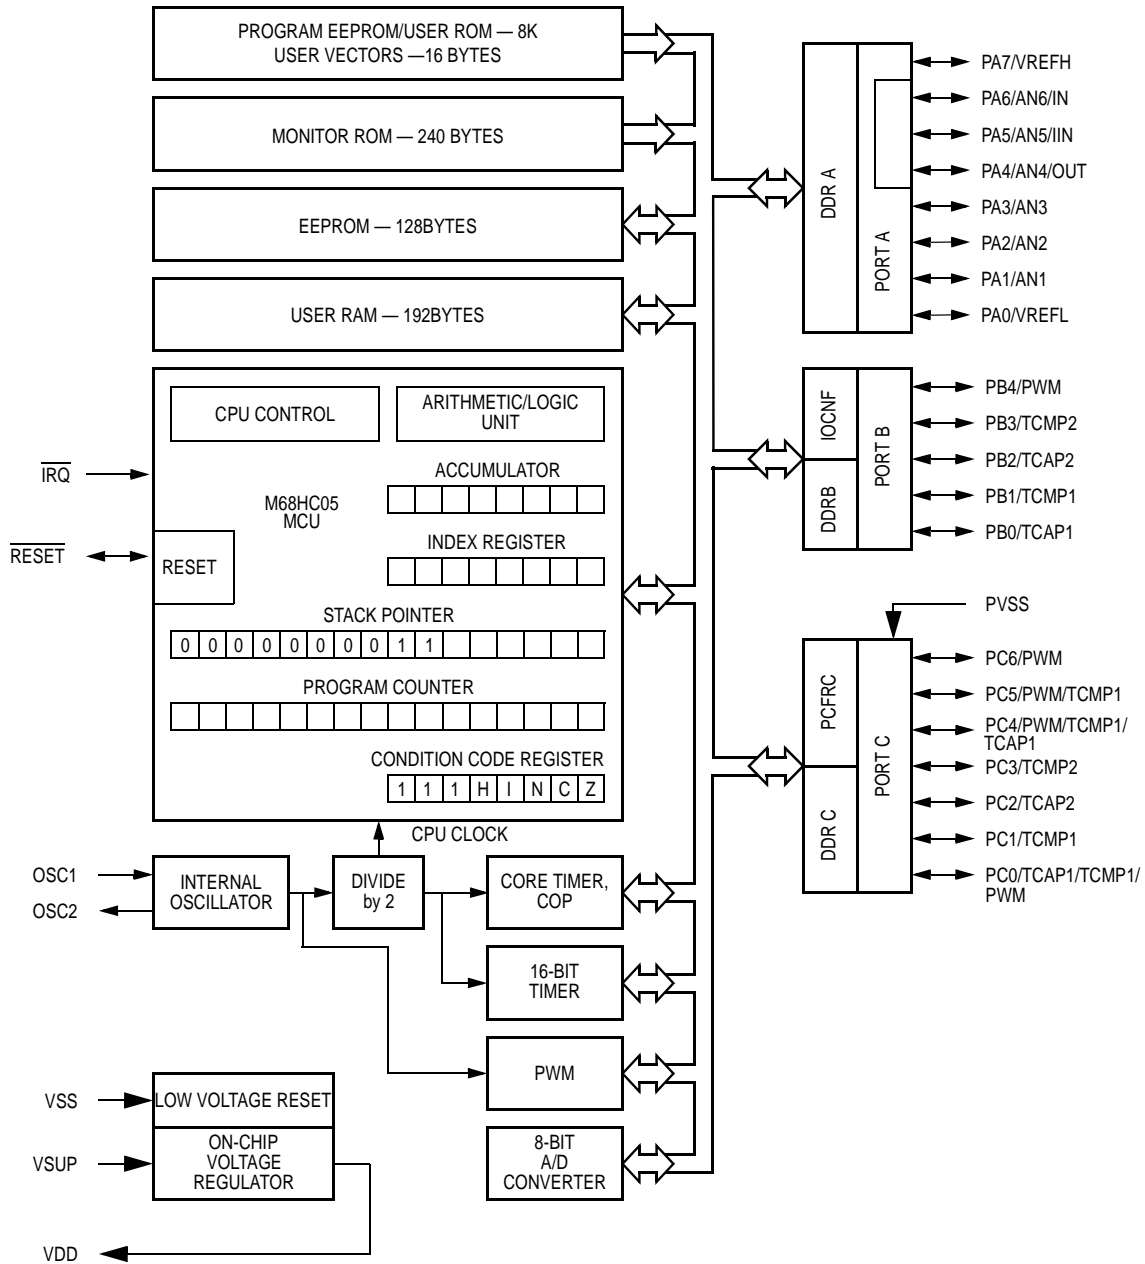 PROGRAM EEPROM/USER ROM — 8K
USER VECTORS —16 BYTES
MONITOR ROM — 240 BYTES
EEPROM — 128BYTES
USER RAM — 192BYTES
CPU CONTROL
ARITHMETIC/LOGIC
UNIT
ACCUMULATOR
IRQ
M68HC05
MCU
INDEX REGISTER
RESET
RESET
STACK POINTER
0 0 0 0 0 0 0 0 1 1
PROGRAM COUNTER
CONDITION CODE REGISTER
1 1 1 H I N C Z
CPU CLOCK
OSC1
OSC2
INTERNAL
OSCILLATOR
DIVIDE
by 2
CORE TIMER,
COP
16-BIT
TIMER
PWM
8-BIT
A/D
CONVERTER
VSS
LOW VOLTAGE RESET
VSUP
ON-CHIP
VOLTAGE
REGULATOR
VDD
DDR A
PORT A
PA7/VREFH
PA6/AN6/IN
PA5/AN5/IIN
PA4/AN4/OUT
PA3/AN3
PA2/AN2
PA1/AN1
PA0/VREFL
IOCNF
DDRB
PORT B
PB4/PWM
PB3/TCMP2
PB2/TCAP2
PB1/TCMP1
PB0/TCAP1
PVSS
PCFRC
DDR C
PORT C
PC6/PWM
PC5/PWM/TCMP1
PC4/PWM/TCMP1/
TCAP1
PC3/TCMP2
PC2/TCAP2
PC1/TCMP1
PC0/TCAP1/TCMP1/
PWM